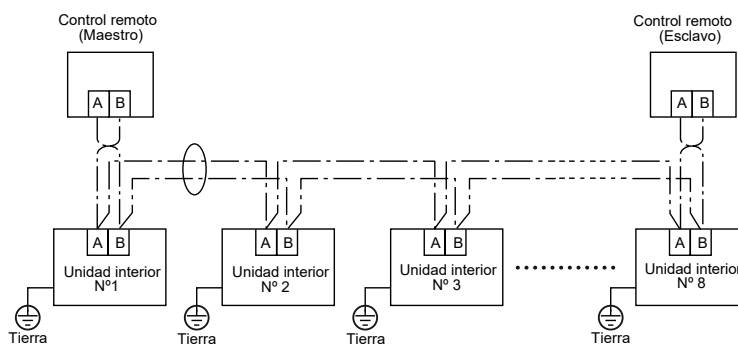 Control remoto
(Maestro)
Control remoto
(Esclavo)
A B
A B
A B
A B
A B
A B
Unidad interior
Nº1
Unidad interior
Nº 2
Unidad interior
Nº 3
Unidad interior
Nº 8
Tierra
Tierra
Tierra
Tierra